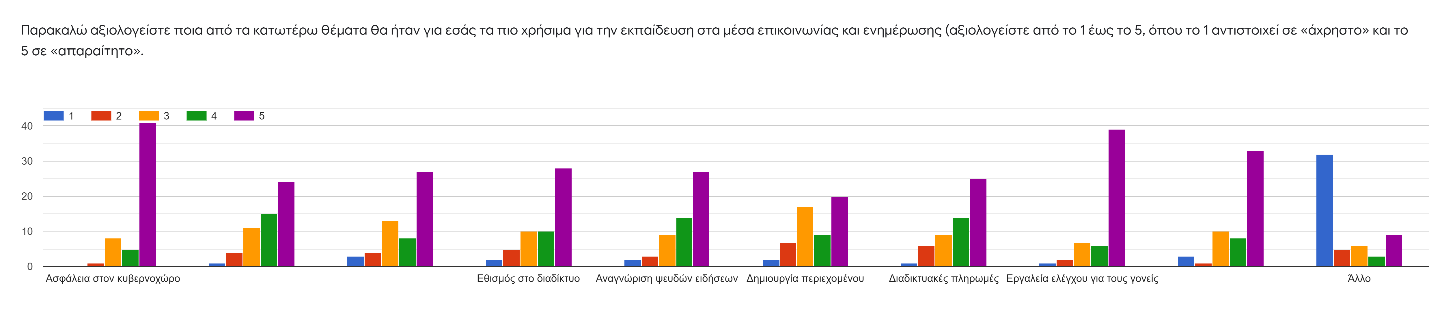 Παρακαλώ αξιολογείστε ποια από τα κατωτέρω θέματα θα ήταν για εσάς τα πιο χρήσιμα για την εκπαίδευση στα μέσα επικοινωνίας και ενημέρωσης (αξιολογείστε από το 1 έως το 5, όπου το 1 αντιστοιχεί σε «άχρηστο» και το
5 σε «απαραίτητο».
1 2 3 4 5
40
30
20
10
0
Ασφάλεια στον κυβερνοχώρο Εθισμός στο διαδίκτυο Αναγνώριση ψευδών ειδήσεων Δημιουργία περιεχομένου Διαδικτυακές πληρωμές Εργαλεία ελέγχου για τους γονείς Άλλο